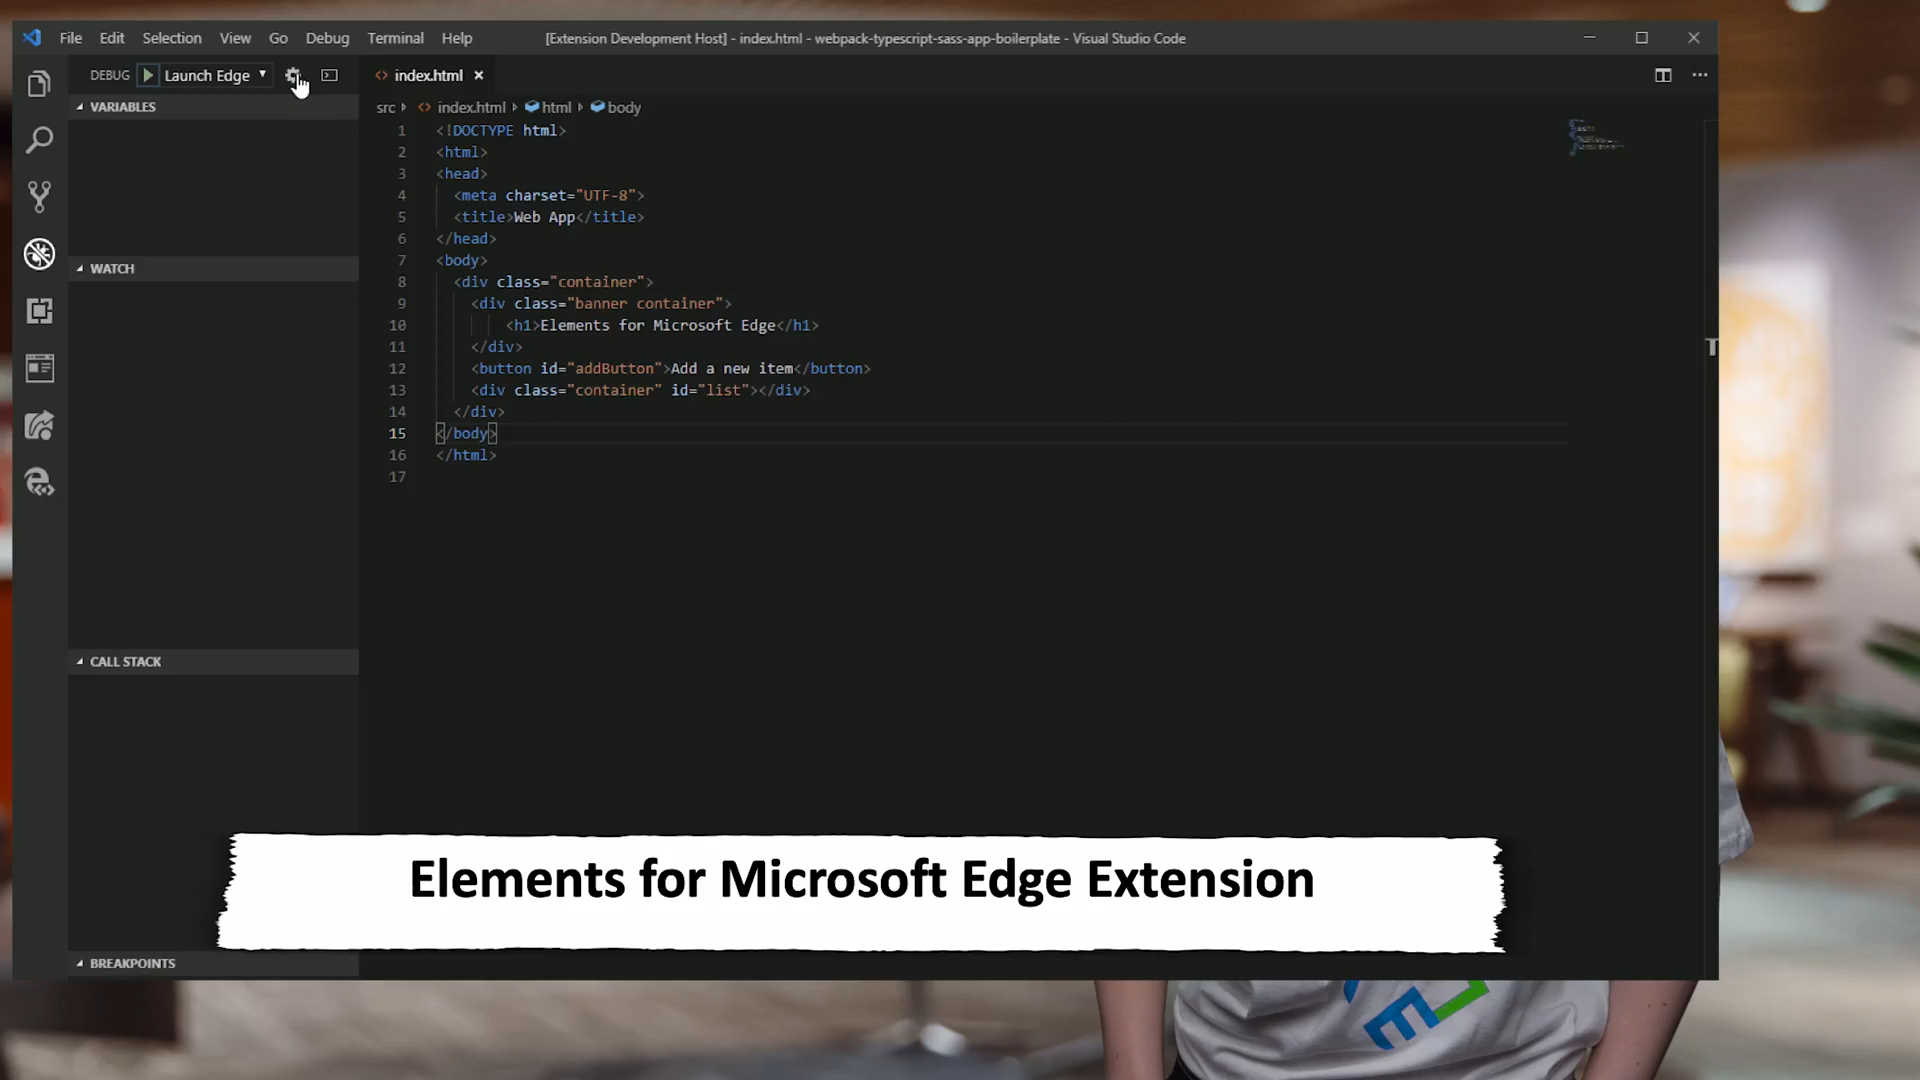 File Edit Selection View Go Debug Terminal Help
[Extension Development Host] - index.html - webpack-typescript-sass-app-boilerplate - Visual Studio Code
DEBUG Launch Edge
index.html
VARIABLES
WATCH
CALL STACK
BREAKPOINTS
src index.html html body
1 <!DOCTYPE html>
2 <html>
3 <head>
4 <meta charset="UTF-8">
5 <title>Web App</title>
6 </head>
7 <body>
8 <div class="container">
9 <div class="banner container">
10 <h1>Elements for Microsoft Edge</h1>
11 </div>
12 <button id="addButton">Add a new item</button>
13 <div class="container" id="list"></div>
14 </div>
15 </body>
16 </html>
17
Elements for Microsoft Edge Extension